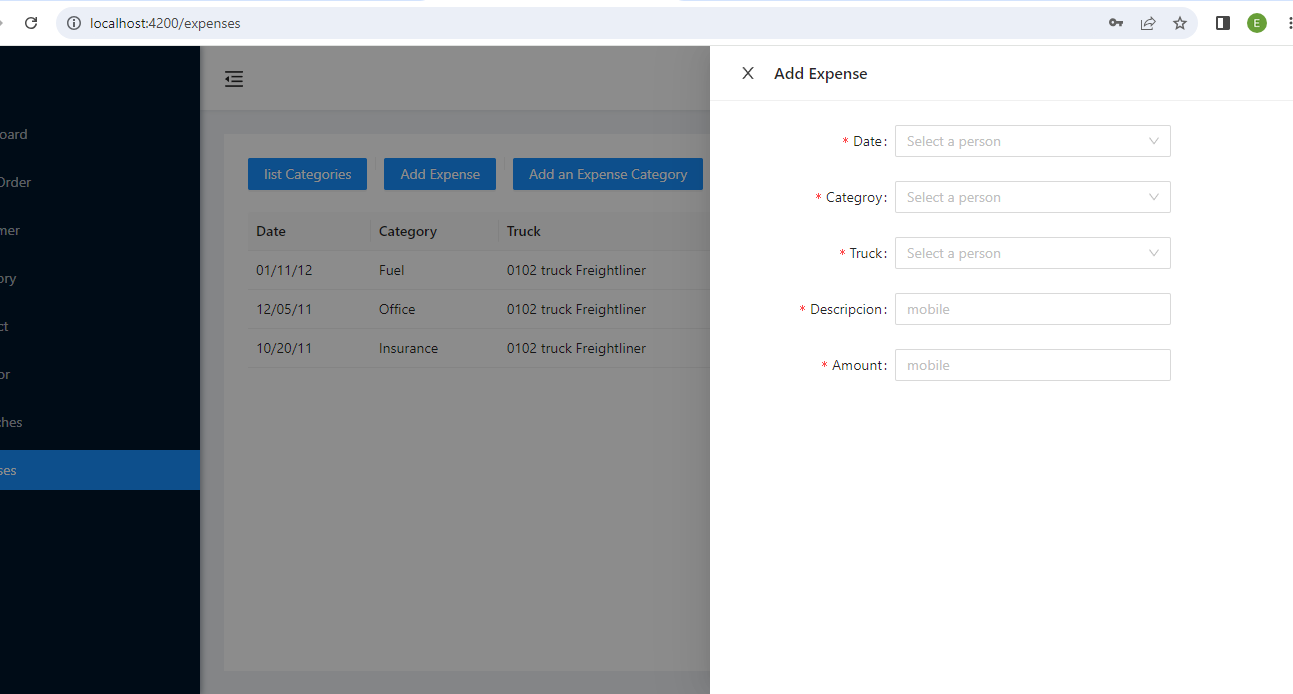 localhost:4200/expenses
E
oard
Order
mer
ory
ct
or
ches
ses
list Categories
Add Expense
Add an Expense Category
Date Category Truck
01/11/12 Fuel 0102 truck Freightliner
12/05/11 Office 0102 truck Freightliner
10/20/11 Insurance 0102 truck Freightliner
Add Expense
* Date: Select a person
* Categroy: Select a person
* Truck: Select a person
* Descripcion: mobile
* Amount: mobile